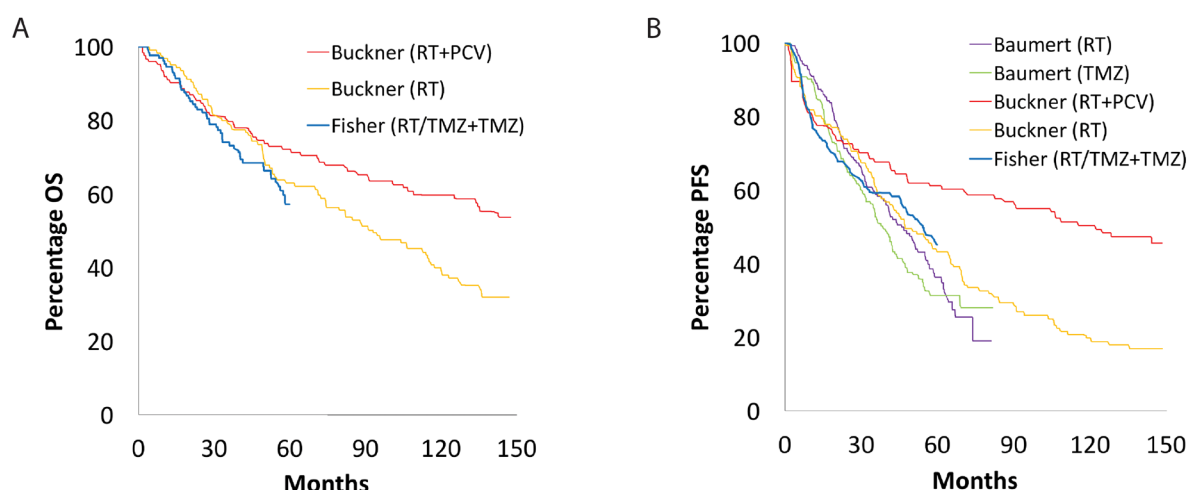 A
Buckner (RT+PCV)
Buckner (RT)
Fisher (RT/TMZ+TMZ)
100
80
60
40
20
0
Percentage OS
0 30 60 90 120 150
Months
B
Baumert (RT)
Baumert (TMZ)
Buckner (RT+PCV)
Buckner (RT)
Fisher (RT/TMZ+TMZ)
100
80
60
40
20
0
Percentage PFS
0 30 60 90 120 150
Months